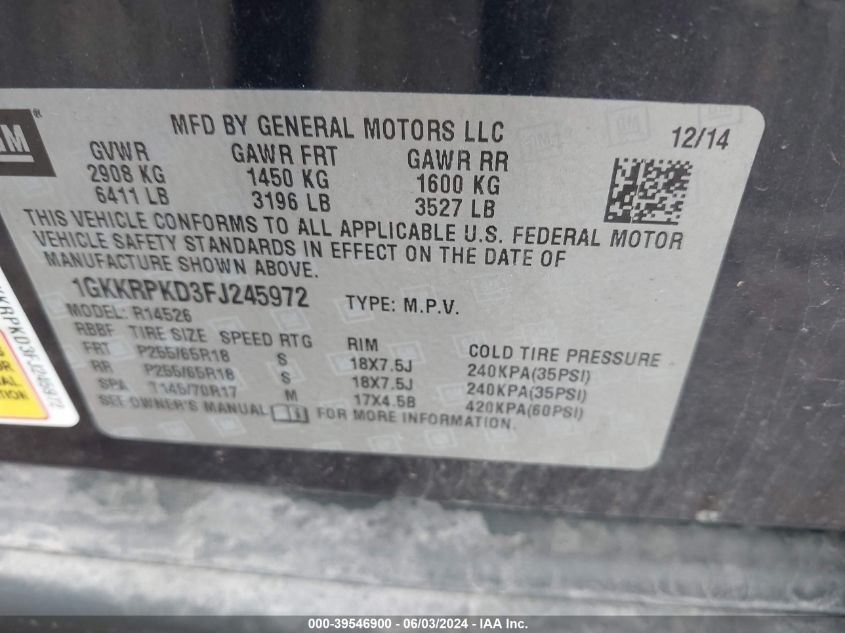 GM ®
MFD BY GENERAL MOTORS LLC 12/14
GVWR GAWR FRT GAWR RR
2908 KG 1450 KG 1600 KG
6411 LB 3196 LB 3527 LB
THIS VEHICLE CONFORMS TO ALL APPLICABLE U.S. FEDERAL MOTOR
VEHICLE SAFETY STANDARDS IN EFFECT ON THE DATE OF
MANUFACTURE SHOWN ABOVE.
1GKKRPKD3FJ245972 TYPE: M.P.V.
MODEL: R14526
RBBF TIRE SIZE SPEED RTG RIM COLD TIRE PRESSURE
FRT P255/65R18 S 18X7.5J 240KPA(35PSI)
RR P255/65R18 S 18X7.5J 240KPA(35PSI)
SPA T145/70R17 M 17X4.5B 420KPA(60PSI)
SEE OWNER'S MANUAL FOR MORE INFORMATION.
KRPKD3FJ245972
000-39546900 - 06/03/2024 - IAA Inc.